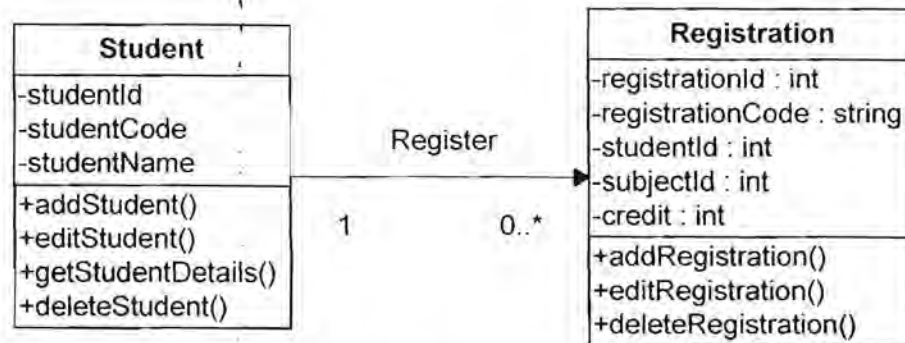 Student
-studentId
-studentCode
-studentName
+addStudent()
+editStudent()
+getStudentDetails()
+deleteStudent()
Register
1
0..*
Registration
-registrationId : int
-registrationCode : string
-studentId : int
-subjectId : int
-credit : int
+addRegistration()
+editRegistration()
+deleteRegistration()